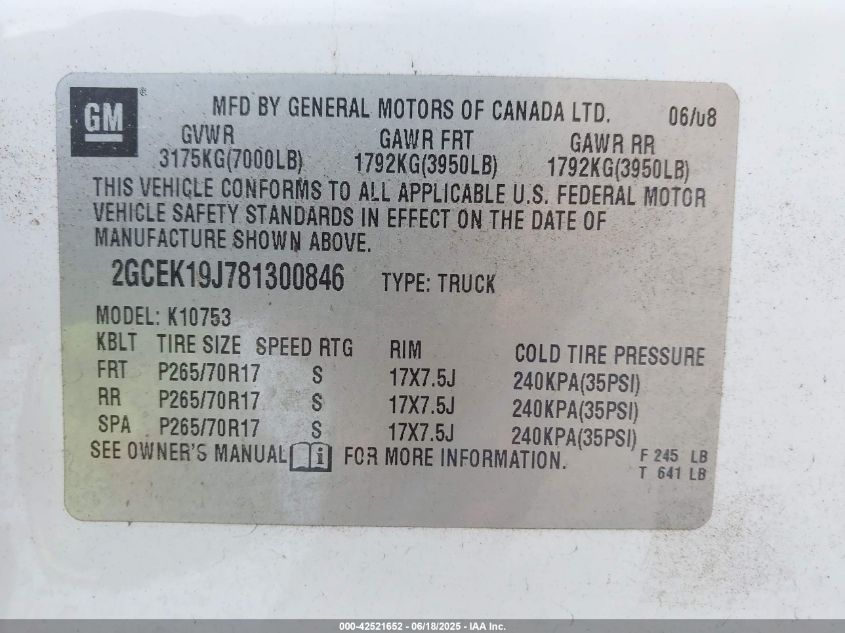 GM ® MFD BY GENERAL MOTORS OF CANADA LTD. 06/08
GVWR GAWR FRT GAWR RR
3175KG(7000LB) 1792KG(3950LB) 1792KG(3950LB)
THIS VEHICLE CONFORMS TO ALL APPLICABLE U.S. FEDERAL MOTOR
VEHICLE SAFETY STANDARDS IN EFFECT ON THE DATE OF
MANUFACTURE SHOWN ABOVE.
2GCEK19J781300846 TYPE: TRUCK
MODEL: K10753
KBLT TIRE SIZE SPEED RTG RIM COLD TIRE PRESSURE
FRT P265/70R17 S 17X7.5J 240KPA(35PSI)
RR P265/70R17 S 17X7.5J 240KPA(35PSI)
SPA P265/70R17 S 17X7.5J 240KPA(35PSI)
SEE OWNER'S MANUAL i FOR MORE INFORMATION.
F 245 LB
T 641 LB
000-42521652 - 06/18/2025 - IAA Inc.